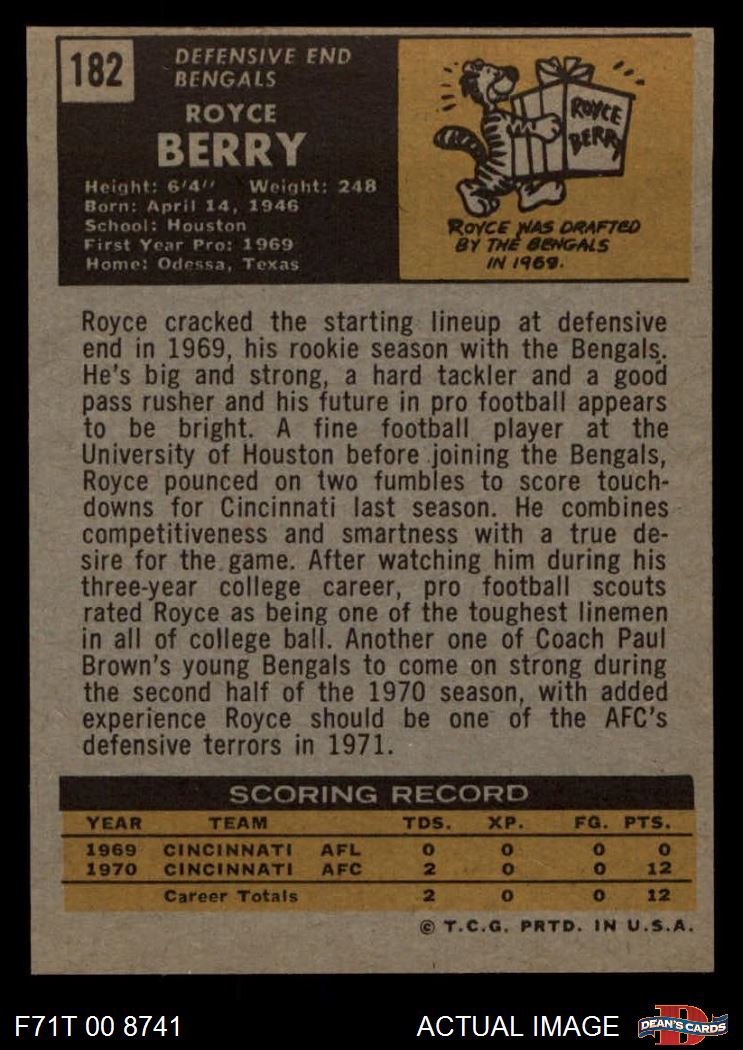 182
DEFENSIVE END
BENGALS
ROYCE
BERRY
Height: 6'4" Weight: 248
Born: April 14, 1946
School: Houston
First Year Pro: 1969
Home: Odessa, Texas
ROYCE
BERRY
ROYCE WAS DRAFTED
BY THE BENGALS
IN 1969.
Royce cracked the starting lineup at defensive
end in 1969, his rookie season with the Bengals.
He's big and strong, a hard tackler and a good
pass rusher and his future in pro football appears
to be bright. A fine football player at the
University of Houston before joining the Bengals,
Royce pounced on two fumbles to score touch-
downs for Cincinnati last season. He combines
competitiveness and smartness with a true de-
sire for the game. After watching him during his
three-year college career, pro football scouts
rated Royce as being one of the toughest linemen
in all of college ball. Another one of Coach Paul
Brown's young Bengals to come on strong during
the second half of the 1970 season, with added
experience Royce should be one of the AFC's
defensive terrors in 1971.
SCORING RECORD
YEAR TEAM TDS. XP. FG. PTS.
1969 CINCINNATI AFL 0 0 0 0
1970 CINCINNATI AFC 2 0 0 12
Career Totals 2 0 0 12
© T.C.G. PRTD. IN U.S.A.
F71T 00 8741 ACTUAL IMAGE D DEAN'S CARDS